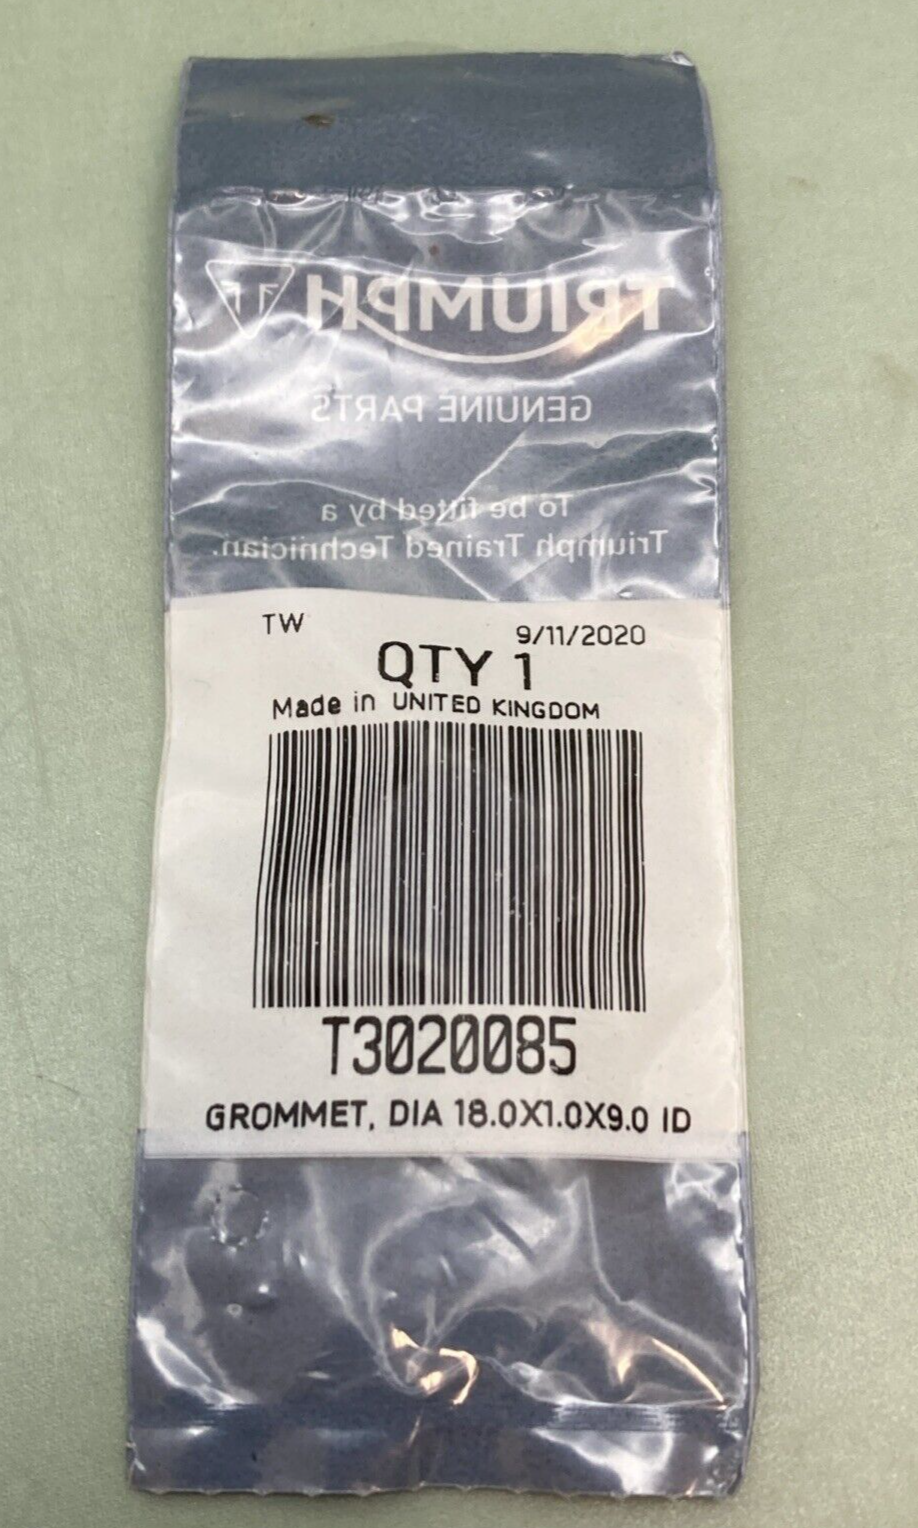 TRIUMPH
GENUINE PARTS
To be fitted by a
Triumph Trained Technician.
TW
9/11/2020
QTY 1
Made in UNITED KINGDOM
T3020085
GROMMET, DIA 18.0X1.0X9.0 ID